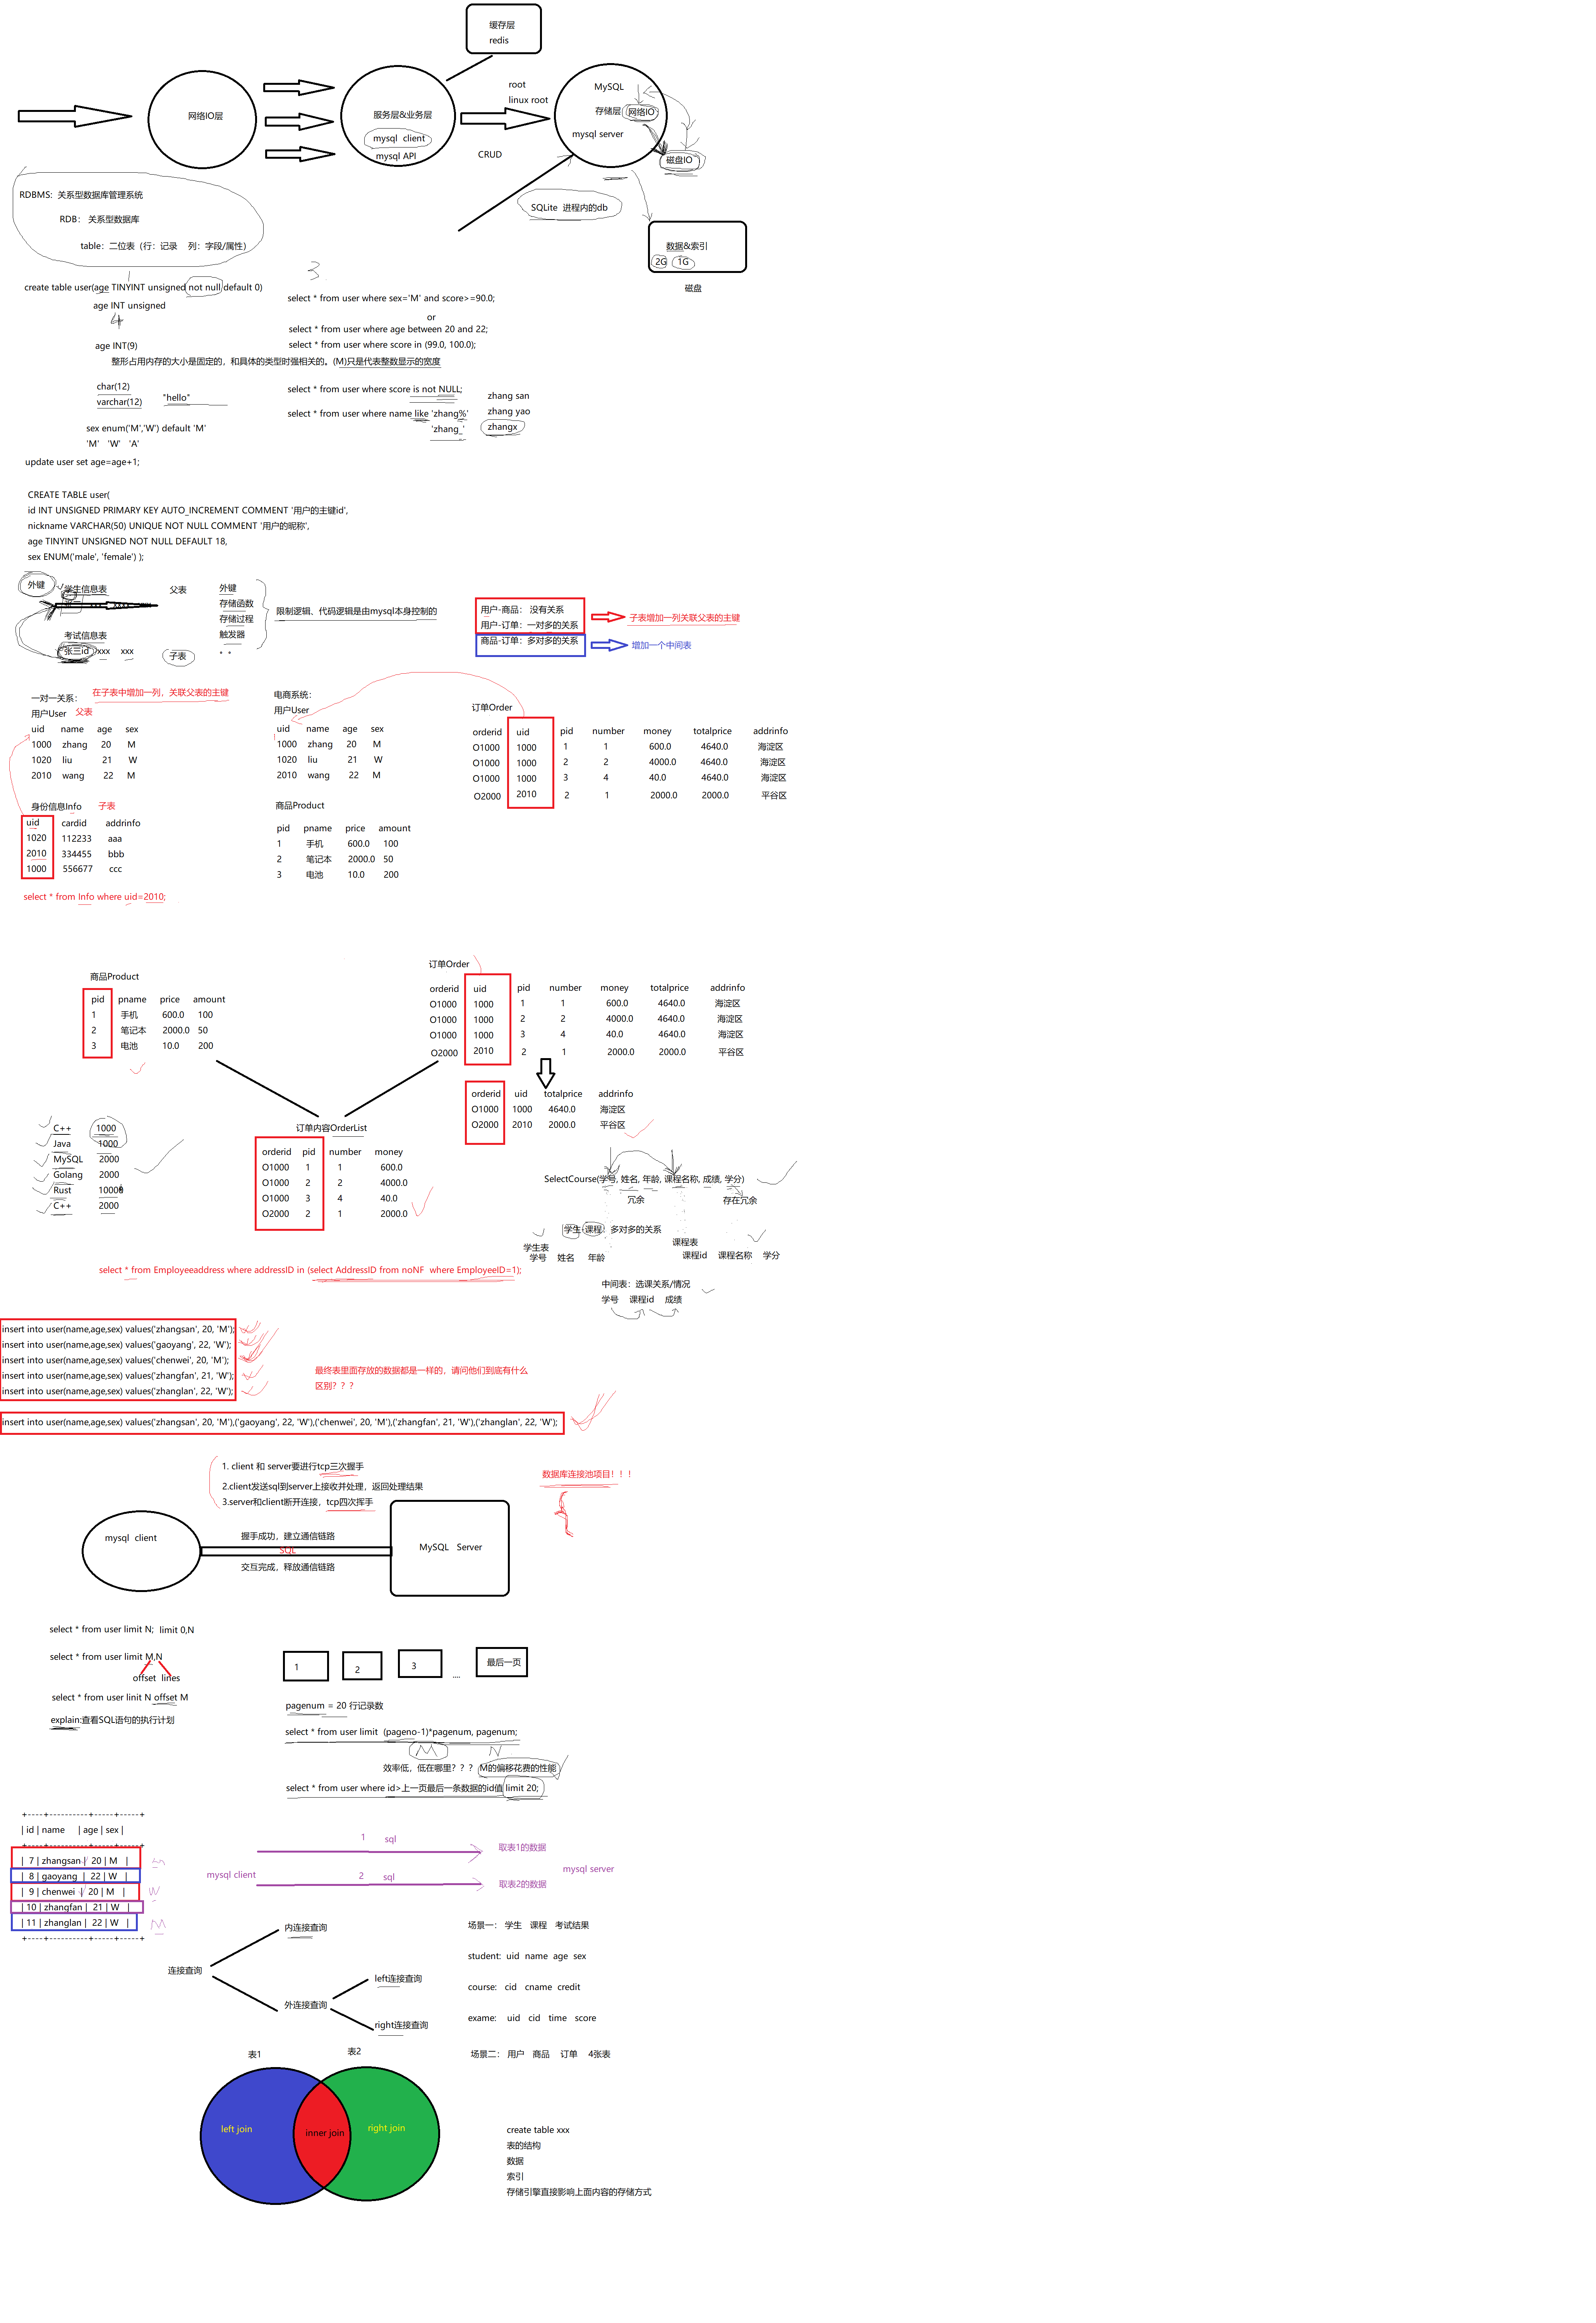 缓存层
redis
网络IO层
服务层&业务层
mysql client
mysql API
root
linux root
CRUD
MySQL
存储层 网络IO
mysql server
磁盘IO
SQLite 进程内的db
数据&索引
2G 1G
磁盘
RDBMS: 关系型数据库管理系统
RDB: 关系型数据库
table: 二位表（行：记录 列：字段/属性）
create table user(age TINYINT unsigned not null default 0)
age INT unsigned
4
age INT(9)
整形占用内存的大小是固定的，和具体的类型时强相关的。(M)只是代表整数显示的宽度
3
select * from user where sex='M' and score>=90.0;
or
select * from user where age between 20 and 22;
select * from user where score in (99.0, 100.0);
char(12)
varchar(12)
"hello"
sex enum('M','W') default 'M'
'M' 'W' 'A'
select * from user where score is not NULL;
select * from user where name like 'zhang%'
'zhang_'
zhang san
zhang yao
zhangx
update user set age=age+1;
CREATE TABLE user(
id INT UNSIGNED PRIMARY KEY AUTO_INCREMENT COMMENT '用户的主键id',
nickname VARCHAR(50) UNIQUE NOT NULL COMMENT '用户的昵称',
age TINYINT UNSIGNED NOT NULL DEFAULT 18,
sex ENUM('male', 'female') );
外键
学生信息表
父表
考试信息表
张三id xxx xxx
子表
外键
存储函数
存储过程
触发器
。。
限制逻辑、代码逻辑是由mysql本身控制的
用户-商品： 没有关系
用户-订单：一对多的关系
商品-订单：多对多的关系
子表增加一列关联父表的主键
增加一个中间表
一对一关系：
在子表中增加一列，关联父表的主键
用户User 父表
uid name age sex
1000 zhang 20 M
1020 liu 21 W
2010 wang 22 M
身份信息Info 子表
uid cardid addrinfo
1020 112233 aaa
2010 334455 bbb
1000 556677 ccc
select * from Info where uid=2010;
电商系统：
用户User
uid name age sex
1000 zhang 20 M
1020 liu 21 W
2010 wang 22 M
商品Product
pid pname price amount
1 手机 600.0 100
2 笔记本 2000.0 50
3 电池 10.0 200
订单Order
orderid uid pid number money totalprice addrinfo
O1000 1000 1 1 600.0 4640.0 海淀区
O1000 1000 2 2 4000.0 4640.0 海淀区
O1000 1000 3 4 40.0 4640.0 海淀区
O2000 2010 2 1 2000.0 2000.0 平谷区
商品Product
pid pname price amount
1 手机 600.0 100
2 笔记本 2000.0 50
3 电池 10.0 200
订单Order
orderid uid pid number money totalprice addrinfo
O1000 1000 1 1 600.0 4640.0 海淀区
O1000 1000 2 2 4000.0 4640.0 海淀区
O1000 1000 3 4 40.0 4640.0 海淀区
O2000 2010 2 1 2000.0 2000.0 平谷区
orderid uid totalprice addrinfo
O1000 1000 4640.0 海淀区
O2000 2010 2000.0 平谷区
订单内容OrderList
orderid pid number money
O1000 1 1 600.0
O1000 2 2 4000.0
O1000 3 4 40.0
O2000 2 1 2000.0
C++ 1000
Java 1000
MySQL 2000
Golang 2000
Rust
C++ 2000
SelectCourse(学号, 姓名, 年龄, 课程名称, 成绩, 学分)
冗余
存在冗余
学生 课程：多对多的关系
学生表
学号 姓名 年龄
课程表
课程id 课程名称 学分
中间表：选课关系/情况
学号 课程id 成绩
select * from Employeeaddress where addressID in (select AddressID from noNF where EmployeeID=1);
insert into user(name,age,sex) values('zhangsan', 20, 'M');
insert into user(name,age,sex) values('gaoyang', 22, 'W');
insert into user(name,age,sex) values('chenwei', 20, 'M');
insert into user(name,age,sex) values('zhangfan', 21, 'W');
insert into user(name,age,sex) values('zhanglan', 22, 'W');
最终表里面存放的数据都是一样的，请问他们到底有什么
区别？？？
insert into user(name,age,sex) values('zhangsan', 20, 'M'),('gaoyang', 22, 'W'),('chenwei', 20, 'M'),('zhangfan', 21, 'W'),('zhanglan', 22, 'W');
1. client 和 server要进行tcp三次握手
2.client发送sql到server上接收并处理，返回处理结果
3.server和client断开连接，tcp四次挥手
数据库连接池项目！！！
mysql client
握手成功，建立通信链路
SQL
交互完成，释放通信链路
MySQL Server
select * from user limit N; limit 0,N
select * from user limit M,N
offset lines
select * from user linit N offset M
explain:查看SQL语句的执行计划
1
2
3
....
最后一页
pagenum = 20 行记录数
select * from user limit (pageno-1)*pagenum, pagenum;
M N
效率低，低在哪里？？？ M的偏移花费的性能
select * from user where id>上一页最后一条数据的id值 limit 20;
+----+----------+-----+-----+
| id | name | age | sex |
+----+----------+-----+-----+
| 7 | zhangsan | 20 | M |
| 8 | gaoyang | 22 | W |
| 9 | chenwei | 20 | M |
| 10 | zhangfan | 21 | W |
| 11 | zhanglan | 22 | W |
+----+----------+-----+-----+
M
W
M
mysql client
1 sql
2 sql
取表1的数据
取表2的数据
mysql server
连接查询
内连接查询
外连接查询
left连接查询
right连接查询
场景一： 学生 课程 考试结果
student: uid name age sex
course: cid cname credit
exame: uid cid time score
场景二： 用户 商品 订单 4张表
表1
表2
left join
inner join
right join
create table xxx
表的结构
数据
索引
存储引擎直接影响上面内容的存储方式